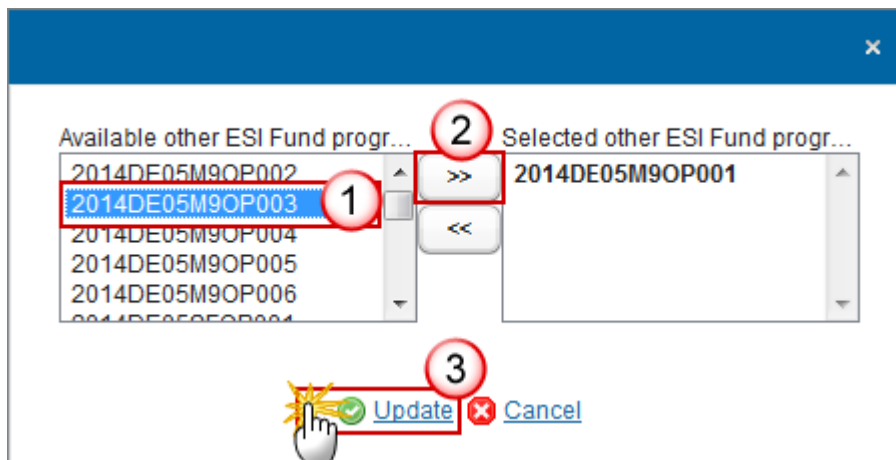 ×
Available other ESI Fund progr...
2
Selected other ESI Fund progr...
2014DE05M9OP002
>>
2014DE05M9OP001
2014DE05M9OP003
1
2014DE05M9OP004
<<
2014DE05M9OP005
2014DE05M9OP006
3
Update
Cancel